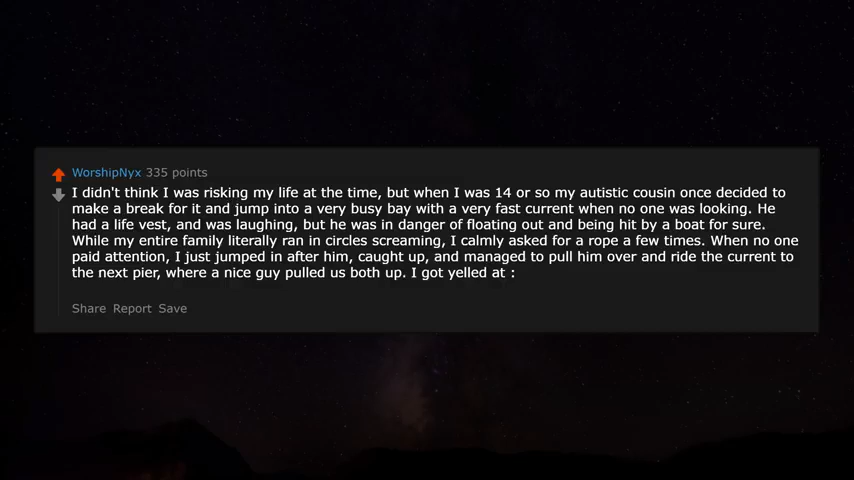 WorshipNyx 335 points
I didn't think I was risking my life at the time, but when I was 14 or so my autistic cousin once decided to
make a break for it and jump into a very busy bay with a very fast current when no one was looking. He
had a life vest, and was laughing, but he was in danger of floating out and being hit by a boat for sure.
While my entire family literally ran in circles screaming, I calmly asked for a rope a few times. When no one
paid attention, I just jumped in after him, caught up, and managed to pull him over and ride the current to
the next pier, where a nice guy pulled us both up. I got yelled at :
Share Report Save